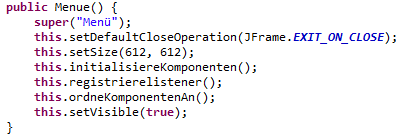 public Menue() {
super("Menü");
this.setDefaultCloseOperation(JFrame.EXIT_ON_CLOSE);
this.setSize(612, 612);
this.initialisiereKomponenten();
this.registrierelistener();
this.ordneKomponentenAn();
this.setVisible(true);
}